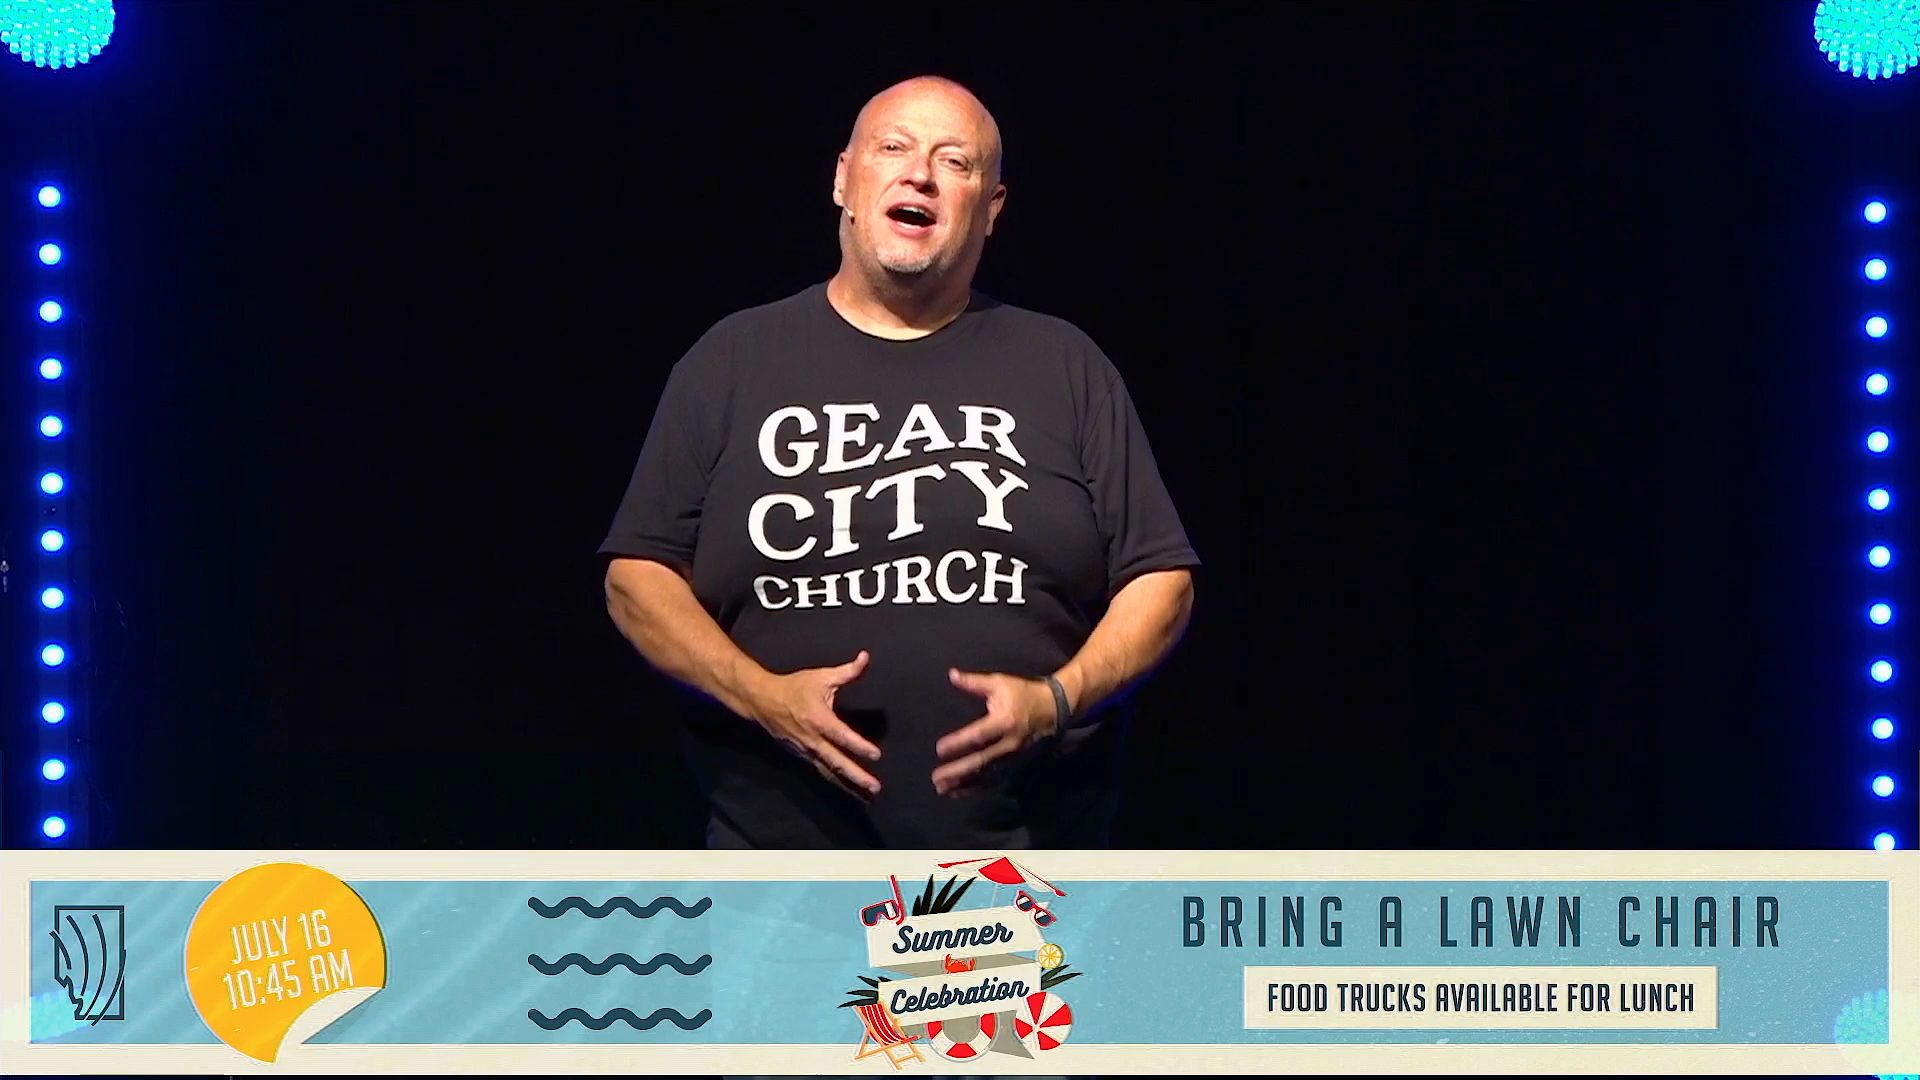 GEAR
CITY
CHURCH
JULY 16
10:45 AM
Summer
Celebration
BRING A LAWN CHAIR
FOOD TRUCKS AVAILABLE FOR LUNCH